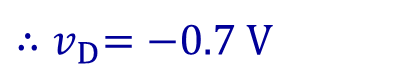 ∴ v_D = −0.7 V